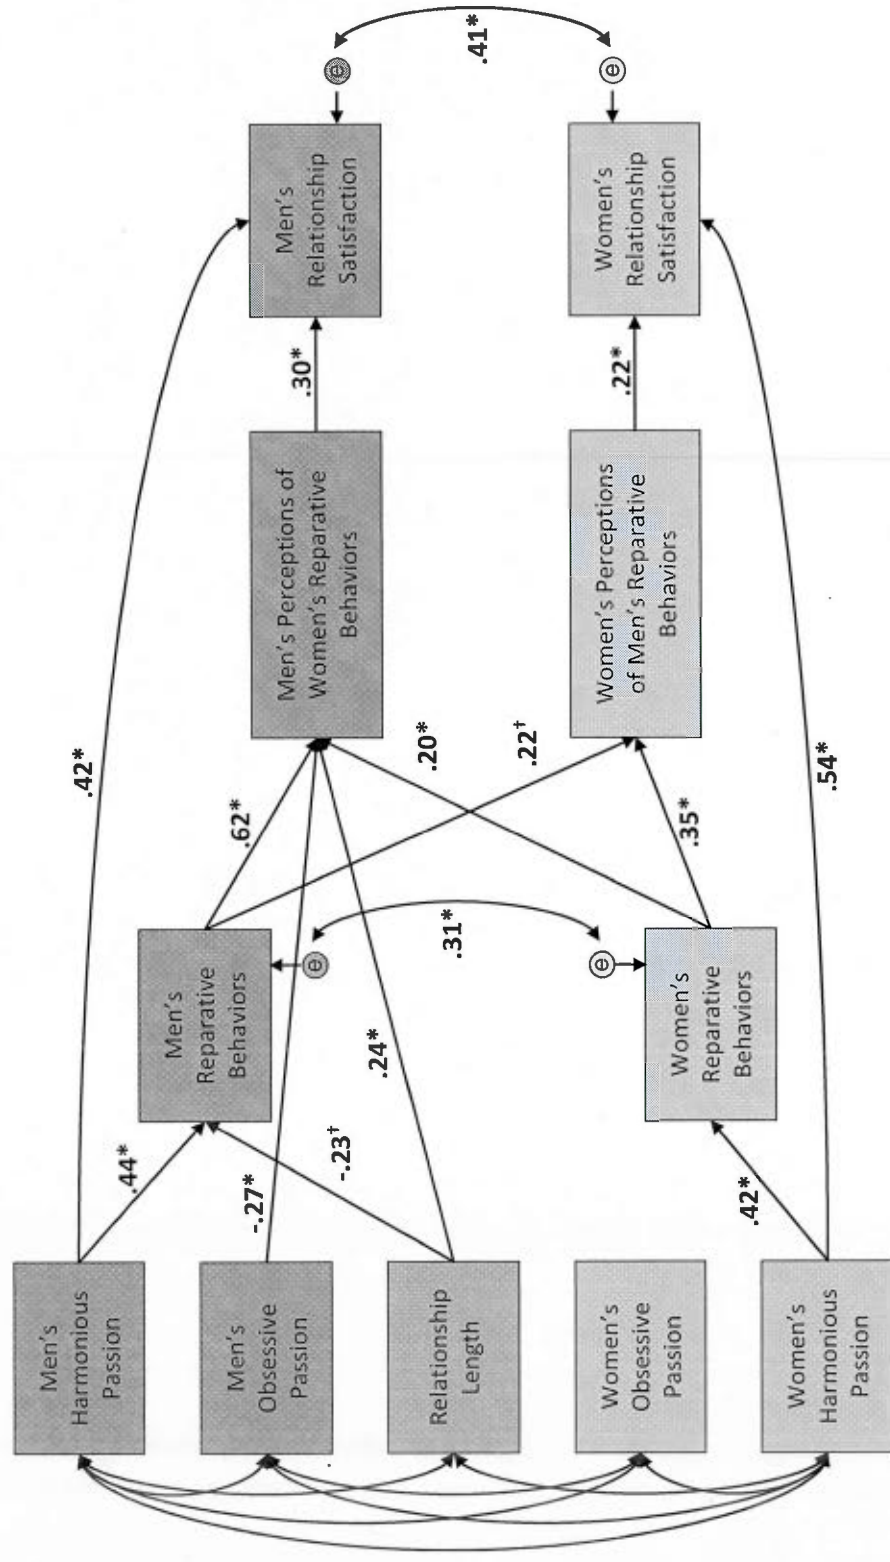 Men's
Harmonious
Passion
Men's
Obsessive
Passion
Relationship
Length
Women's
Obsessive
Passion
Women's
Harmonious
Passion
.44*
-.27*
-.23†
.42*
Men's
Reparative
Behaviors
e
.24*
Women's
Reparative
Behaviors
e
.31*
.42*
.62*
.20*
.22†
.35*
.54*
Men's Perceptions of
Women's Reparative
Behaviors
Women's Perceptions
of Men's Reparative
Behaviors
.30*
.22*
Men's
Relationship
Satisfaction
e
Women's
Relationship
Satisfaction
e
.41*